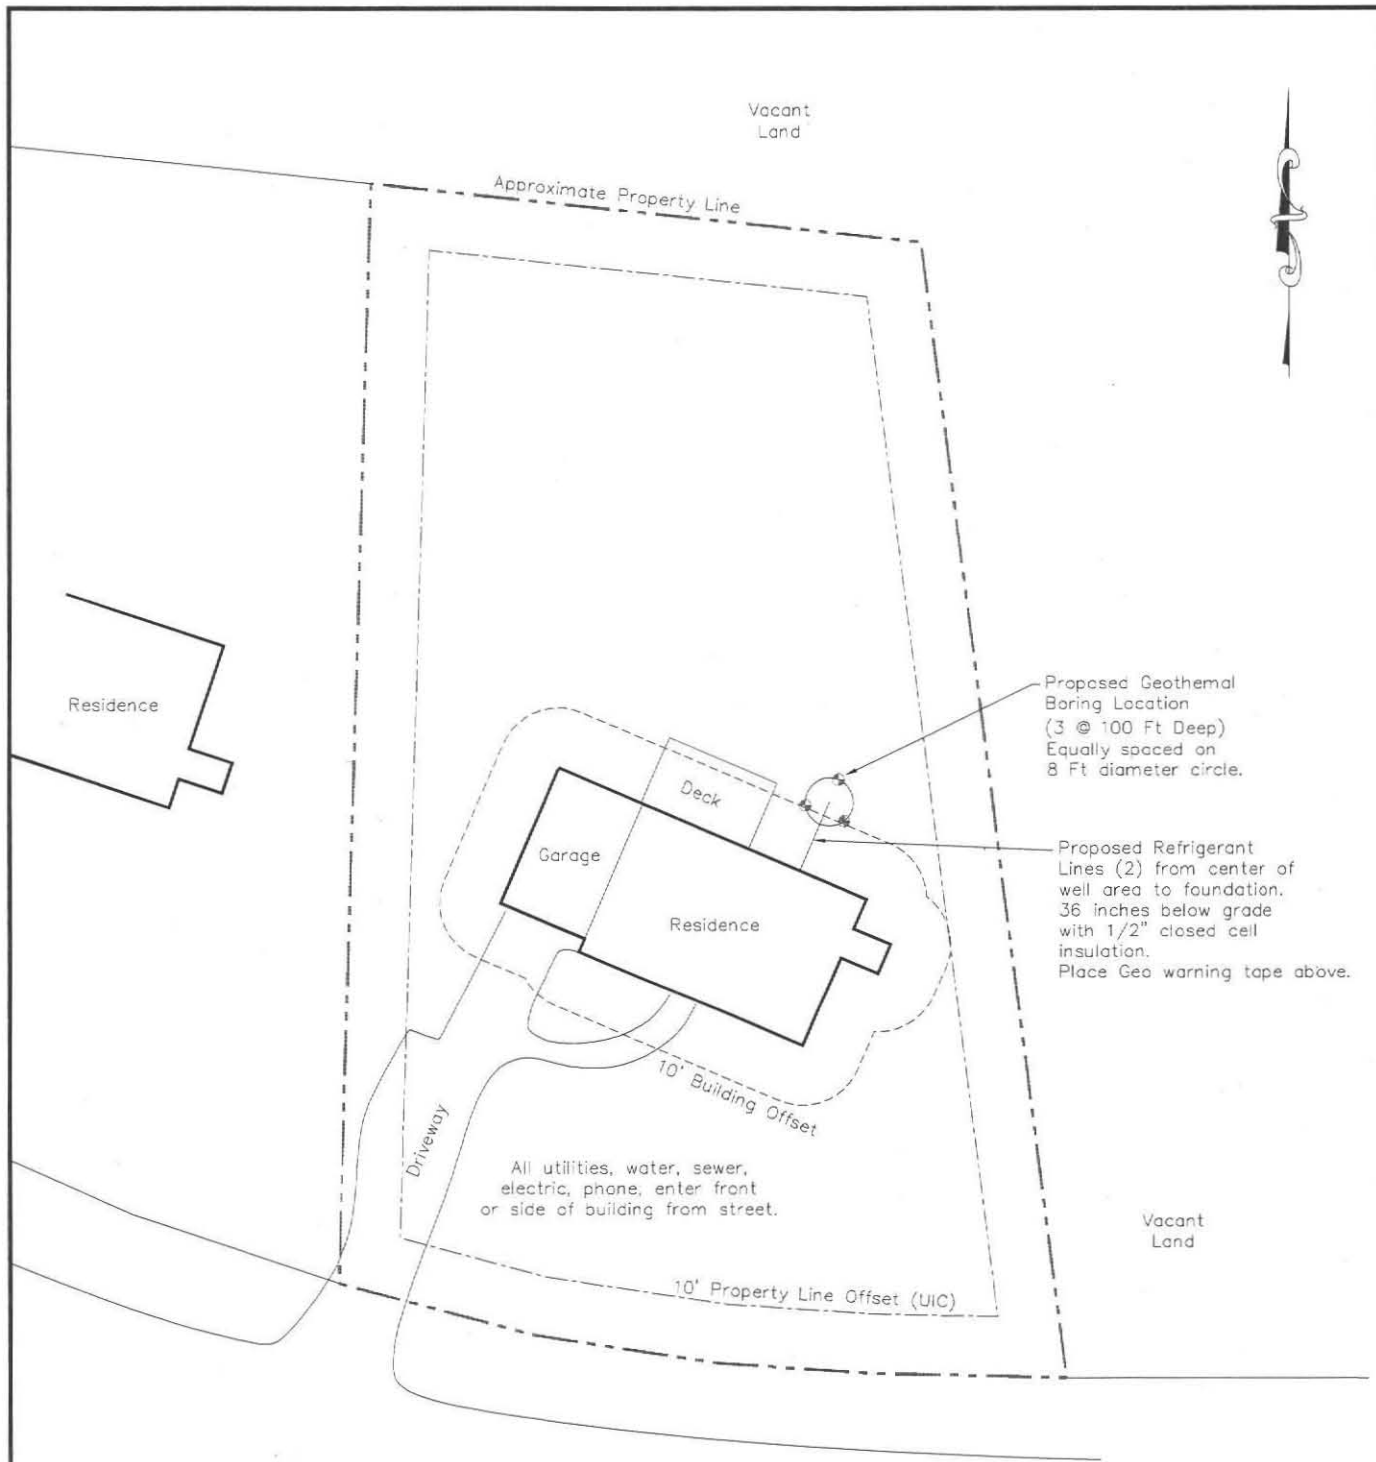 Vacant
Land
Approximate Property Line
Proposed Geothemal
Boring Location
(3 @ 100 Ft Deep)
Equally spaced on
8 Ft diameter circle.
Residence
Deck
Garage
Proposed Refrigerant
Lines (2) from center of
well area to foundation.
36 inches below grade
with 1/2" closed cell
insulation.
Place Geo warning tape above.
Residence
10' Building Offset
Driveway
All utilities, water, sewer,
electric, phone, enter front
or side of building from street.
Vacant
Land
10' Property Line Offset (UIC)